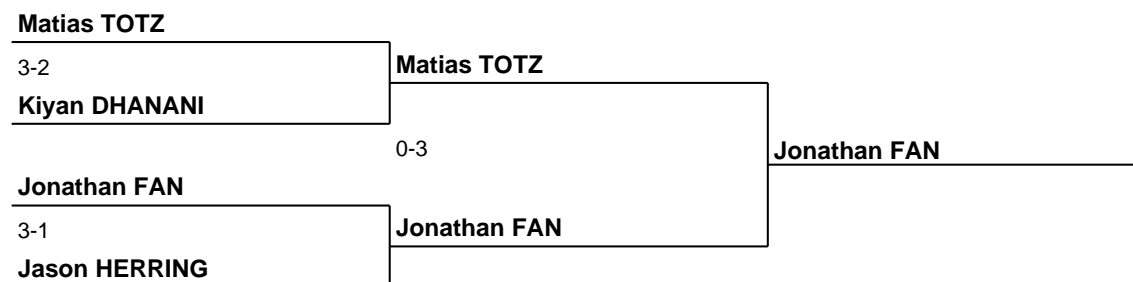 Matias TOTZ
3-2
Matias TOTZ
Kiyan DHANANI
0-3
Jonathan FAN
Jonathan FAN
3-1
Jonathan FAN
Jason HERRING